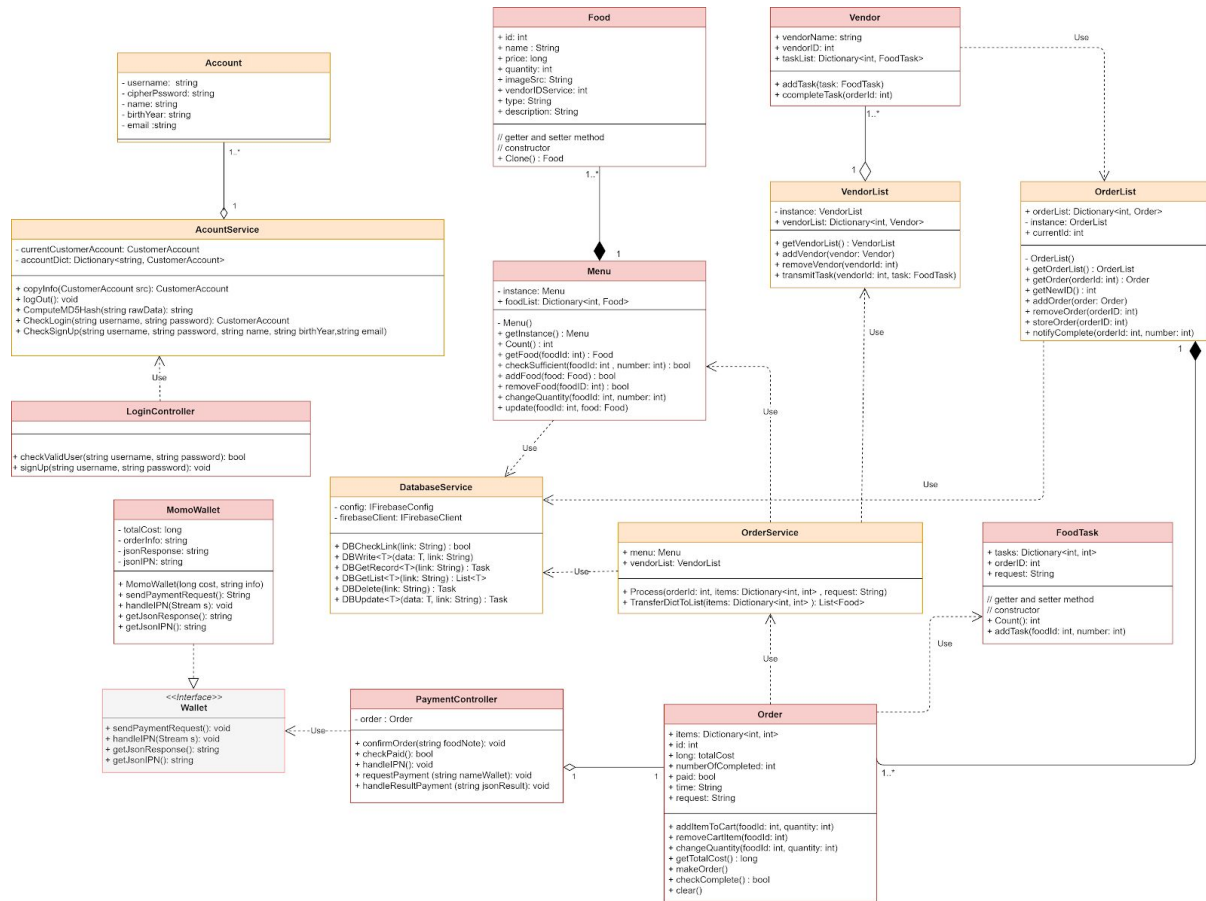 Food
+ id: int
+ name : String
+ price: long
+ quantity: int
+ imageSrc: String
+ vendorIDService: int
+ type: String
+ description: String
// getter and setter method
// constructor
+ Clone() : Food
1..*
Vendor
+ vendorName: string
+ vendorID: int
+ taskList: Dictionary<int, FoodTask>
+ addTask(task: FoodTask)
+ ccompleteTask(orderId: int)
1..*
Use
Account
- username: string
- cipherPssword: string
- name: string
- birthYear: string
- email :string
1..*
1
AcountService
- currentCustomerAccount: CustomerAccount
- accountDict: Dictionary<string, CustomerAccount>
+ copyInfo(CustomerAccount src): CustomerAccount
+ logOut(): void
+ ComputeMD5Hash(string rawData): string
+ CheckLogin(string username, string password): CustomerAccount
+ CheckSignUp(string username, string password, string name, string birthYear,string email)
Use
1
VendorList
- instance: VendorList
+ vendorList: Dictionary<int, Vendor>
+ getVendorList() : VendorList
+ addVendor(vendor: Vendor)
+ removeVendor(vendorId: int)
+ transmitTask(vendorId: int, task: FoodTask)
Use
OrderList
+ orderList: Dictionary<int, Order>
- instance: OrderList
+ currentId: int
- OrderList()
+ getOrderList() : OrderList
+ getOrder(orderId: int) : Order
+ getNewID() : int
+ addOrder(order: Order)
+ removeOrder(orderID: int)
+ storeOrder(orderID: int)
+ notifyComplete(orderId: int, number: int)
1
1
Menu
- instance: Menu
+ foodList: Dictionary<int, Food>
- Menu()
+ getInstance() : Menu
+ Count() : int
+ getFood(foodId: int) : Food
+ checkSufficient(foodId: int , number: int) : bool
+ addFood(food: Food) : bool
+ removeFood(foodID: int) : bool
+ changeQuantity(foodId: int, number: int)
+ update(foodId: int, food: Food)
Use
Use
LoginController
+ checkValidUser(string username, string password): bool
+ signUp(string username, string password): void
DatabaseService
- config: IFirebaseConfig
- firebaseClient: IFirebaseClient
+ DBCheckLink(link: String) : bool
+ DBWrite<T>(data: T, link: String)
+ DBGetRecord<T>(link: String) : Task
+ DBGetList<T>(link: String) : List<T>
+ DBDelete(link: String) : Task
+ DBUpdate<T>(data: T, link: String) : Task
Use
Use
MomoWallet
- totalCost: long
- orderInfo: string
- jsonResponse: string
- jsonIPN: string
+ MomoWallet(long cost, string info)
+ sendPaymentRequest(): String
+ handleIPN(Stream s): void
+ getJsonResponse(): string
+ getJsonIPN(): string
OrderService
+ menu: Menu
+ vendorList: VendorList
+ Process(orderId: int, items: Dictionary<int, int> , request: String)
+ TransferDictToList(items: Dictionary<int, int> ): List<Food>
FoodTask
+ tasks: Dictionary<int, int>
+ orderID: int
+ request: String
// getter and setter method
// constructor
+ Count(): int
+ addTask(foodId: int, number: int)
Use
Use
<<Interface>>
Wallet
+ sendPaymentRequest(): void
+ handleIPN(Stream s): void
+ getJsonResponse(): string
+ getJsonIPN(): string
Use
PaymentController
- order : Order
+ confirmOrder(string foodNote): void
+ checkPaid(): bool
+ handleIPN(): void
+ requestPayment (string nameWallet): void
+ handleResultPayment (string jsonResult): void
1
1
Order
+ items: Dictionary<int, int>
+ id: int
+ long: totalCost
+ numberOfCompleted: int
+ paid: bool
+ time: String
+ request: String
+ addItemToCart(foodId: int, quantity: int)
+ removeCartItem(foodId: int)
+ changeQuantity(foodId: int, quantity: int)
+ getTotalCost() : long
+ makeOrder()
+ checkComplete() : bool
+ clear()
1..*